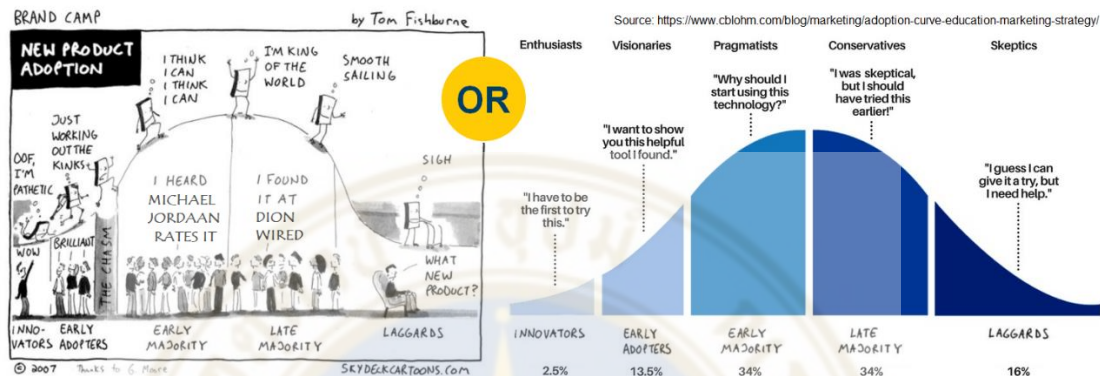 BRAND CAMP
by Tom Fishburne
NEW PRODUCT
ADOPTION
OOF,
I'M
PATHETIC
JUST
WORKING
OUT THE
KINKS
I THINK
I CAN
I THINK
I CAN
I'M KING
OF THE
WORLD
SMOOTH
SAILING
SIGH
WOW
BRILLIANT
THE CHASM
I HEARD
MICHAEL
JORDAAN
RATES IT
I FOUND
IT AT
DION
WIRED
WHAT
NEW
PRODUCT?
INNO-
VATORS
EARLY
ADOPTERS
EARLY
MAJORITY
LATE
MAJORITY
LAGGARDS
© 2007
Thanks to G. Moore
SKYDECKCARTOONS.COM
OR
Source: https://www.cblohm.com/blog/marketing/adoption-curve-education-marketing-strategy/
Enthusiasts
Visionaries
Pragmatists
Conservatives
Skeptics
"I have to be
the first to try
this."
"I want to show
you this helpful
tool I found."
"Why should I
start using this
technology?"
"I was skeptical,
but I should
have tried this
earlier!"
"I guess I can
give it a try, but
I need help."
INNOVATORS
EARLY
ADOPTERS
EARLY
MAJORITY
LATE
MAJORITY
LAGGARDS
2.5%
13.5%
34%
34%
16%